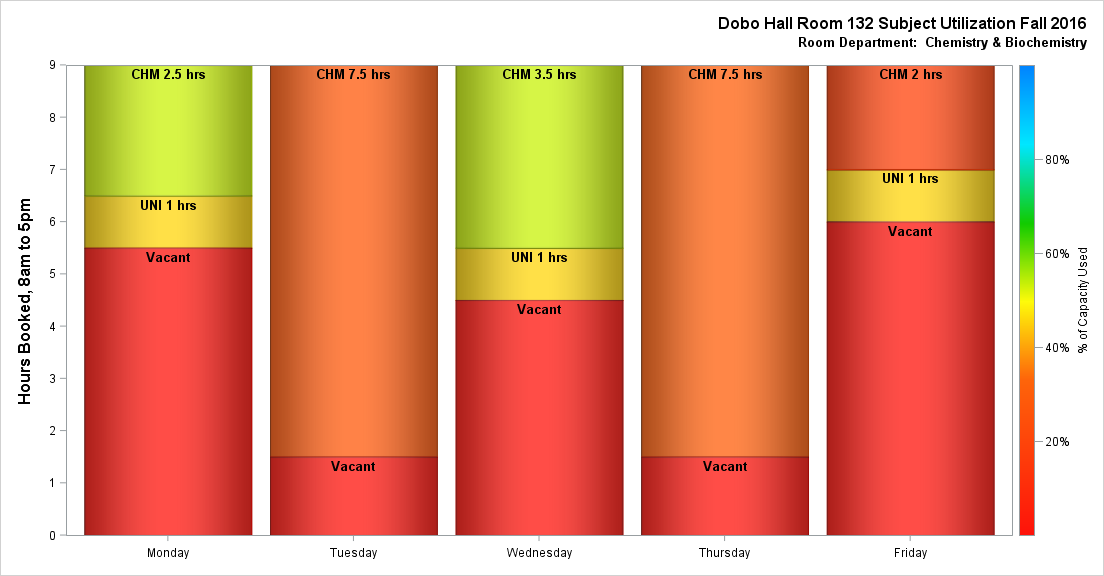 Dobo Hall Room 132 Subject Utilization Fall 2016
Room Department: Chemistry & Biochemistry
Hours Booked, 8am to 5pm
9
8
7
6
5
4
3
2
1
0
CHM 2.5 hrs
UNI 1 hrs
Vacant
CHM 7.5 hrs
Vacant
CHM 3.5 hrs
UNI 1 hrs
Vacant
CHM 7.5 hrs
Vacant
CHM 2 hrs
UNI 1 hrs
Vacant
Monday
Tuesday
Wednesday
Thursday
Friday
80%
60%
40%
20%
% of Capacity Used